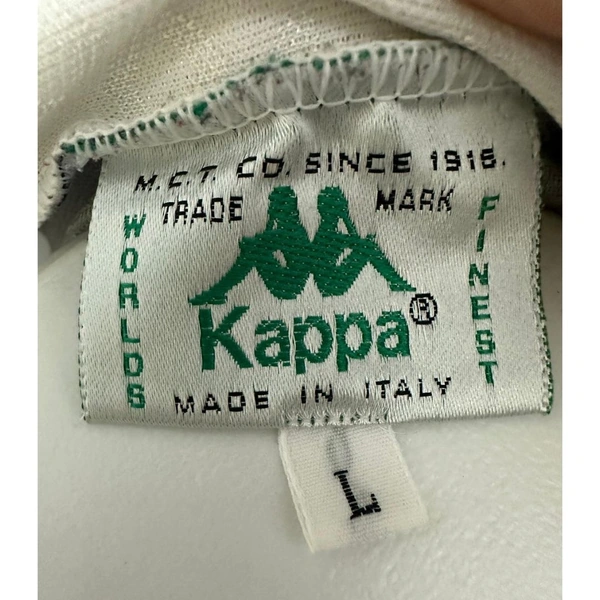 M.C.T. CO. SINCE 1916.
TRADE MARK
WORLDS
FINEST
Kappa®
MADE IN ITALY
L